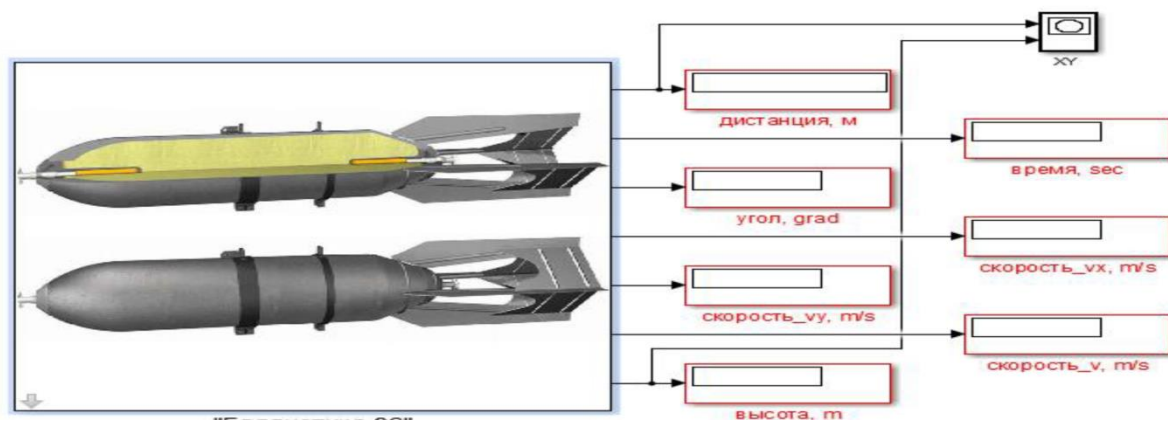 XY
дистанция, м
время, sec
угол, grad
скорость_vx, m/s
скорость_vy, m/s
скорость_v, m/s
высота, m